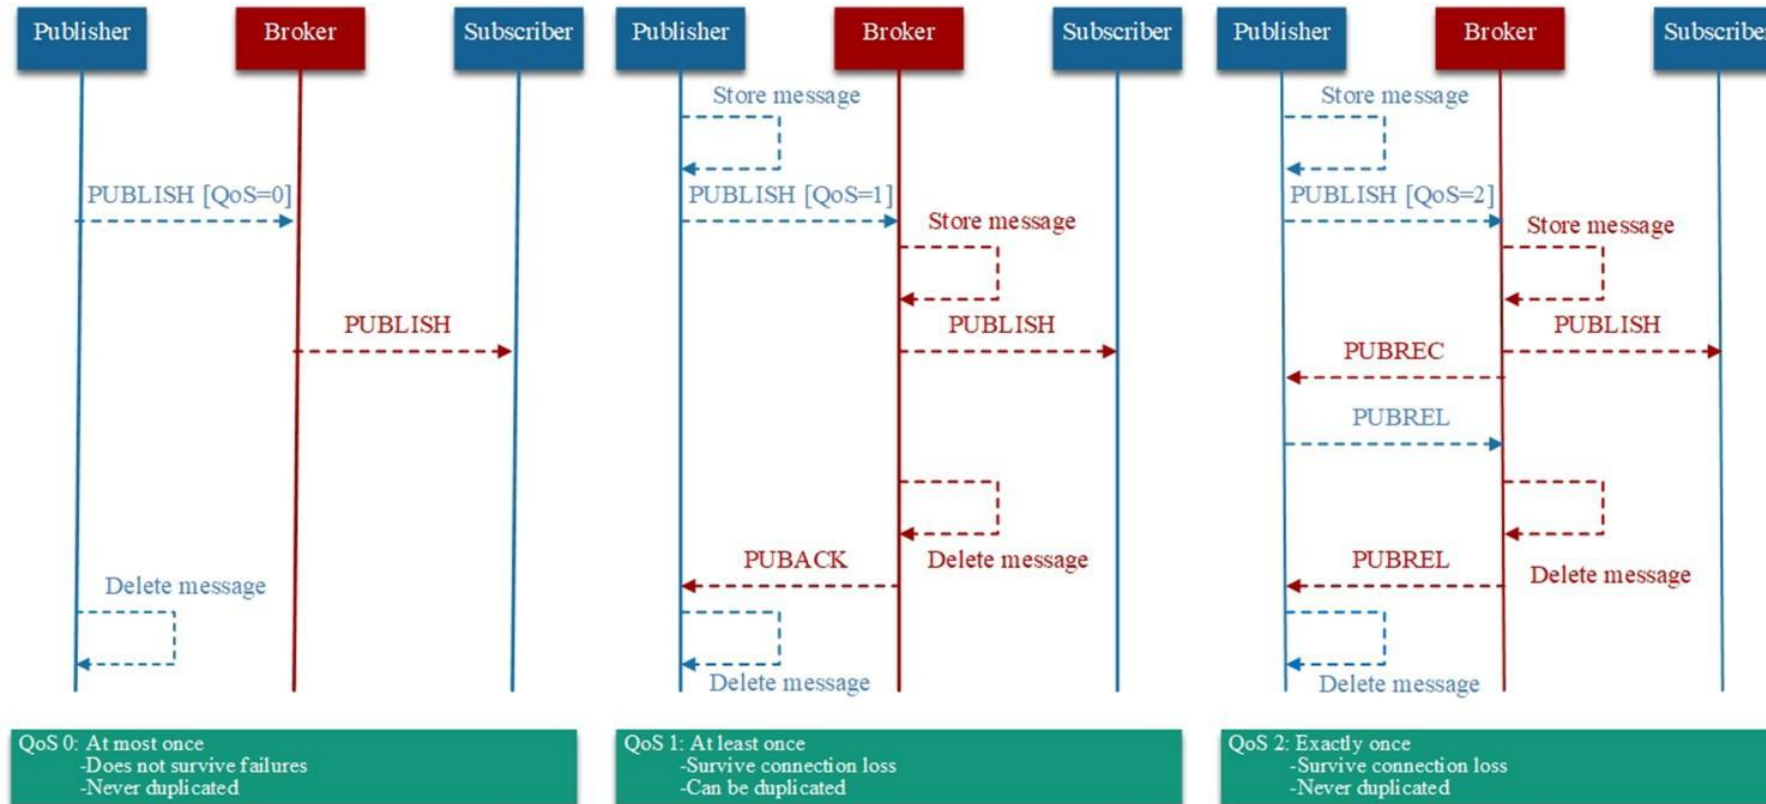 Publisher
Broker
Subscriber
PUBLISH [QoS=0]
PUBLISH
Delete message
QoS 0: At most once
-Does not survive failures
-Never duplicated
Publisher
Broker
Subscriber
Store message
PUBLISH [QoS=1]
Store message
PUBLISH
Delete message
PUBACK
Delete message
QoS 1: At least once
-Survive connection loss
-Can be duplicated
Publisher
Broker
Subscriber
Store message
PUBLISH [QoS=2]
Store message
PUBLISH
PUBREC
PUBREL
PUBREL
Delete message
Delete message
QoS 2: Exactly once
-Survive connection loss
-Never duplicated